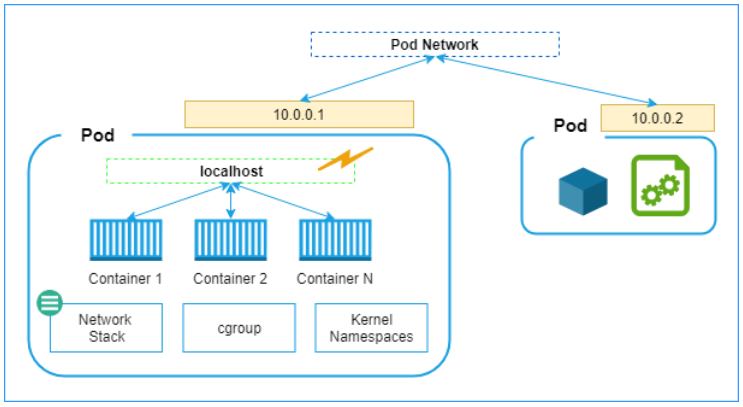 Pod Network
10.0.0.1
10.0.0.2
Pod
Pod
localhost
Container 1
Container 2
Container N
Network
Stack
cgroup
Kernel
Namespaces